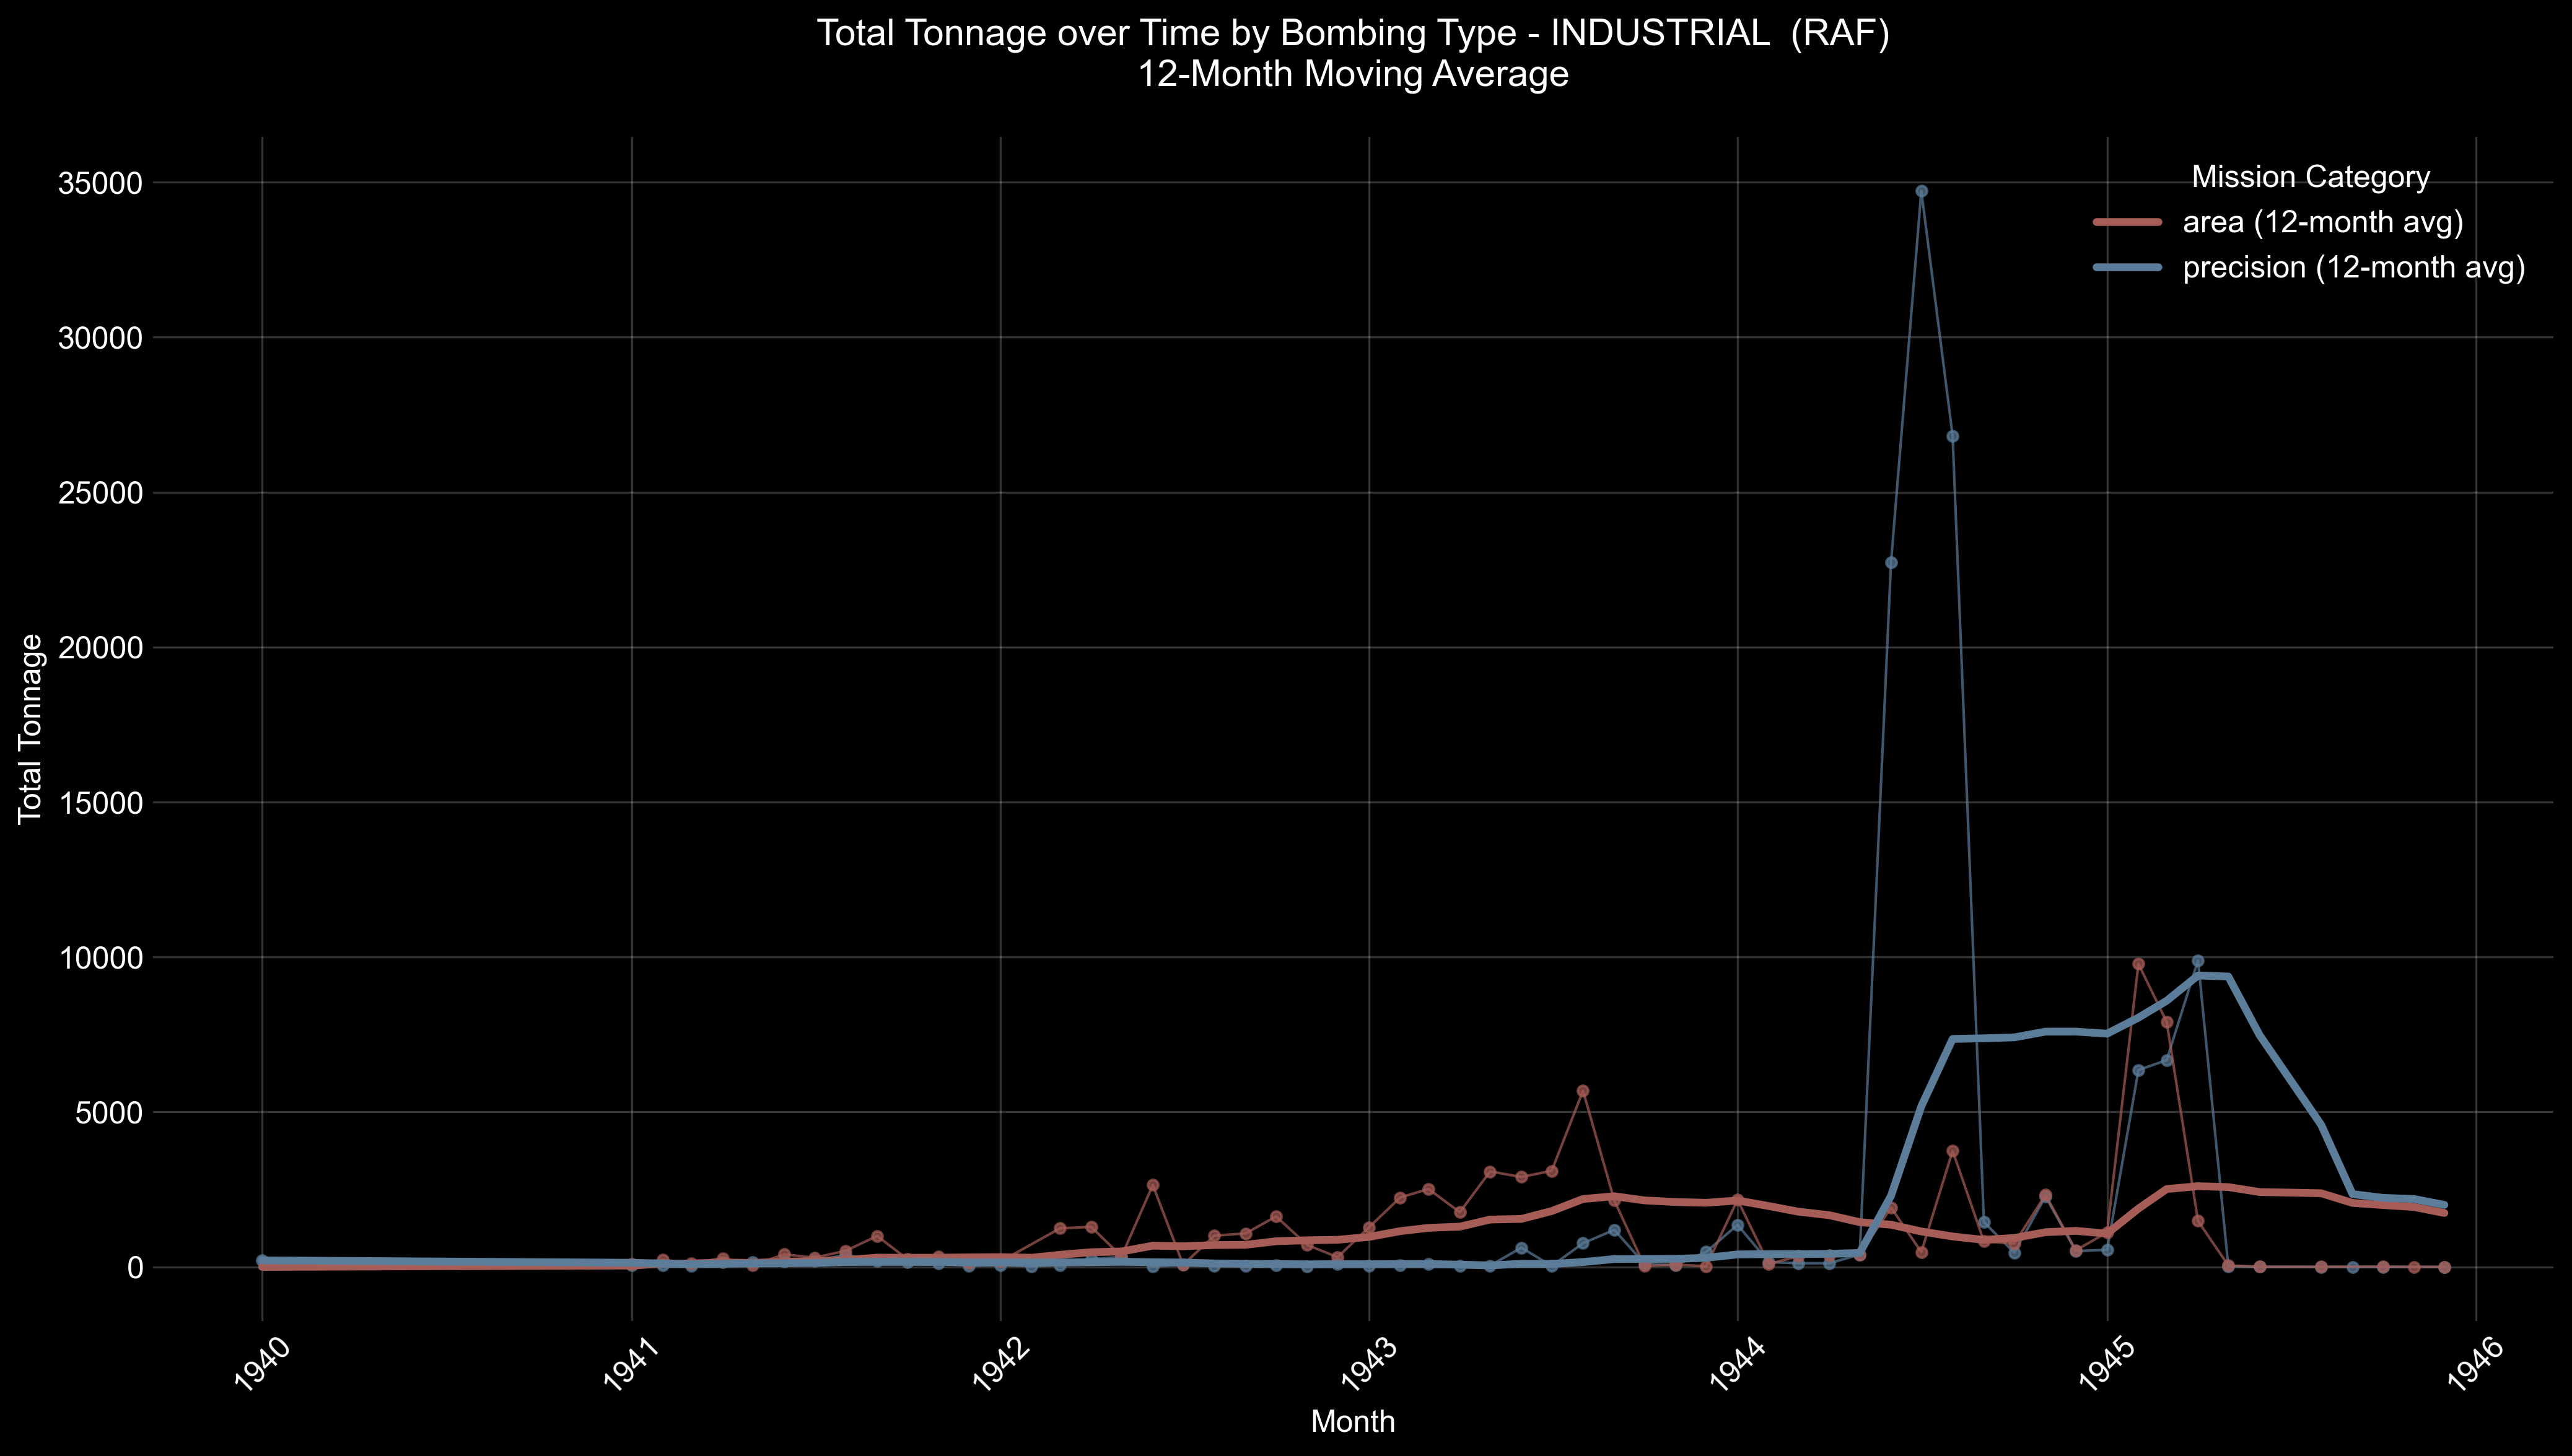 Total Tonnage over Time by Bombing Type - INDUSTRIAL  (RAF)
12-Month Moving Average
Mission Category
area (12-month avg)
precision (12-month avg)
Total Tonnage
35000
30000
25000
20000
15000
10000
5000
0
1940
1941
1942
1943
1944
1945
1946
Month